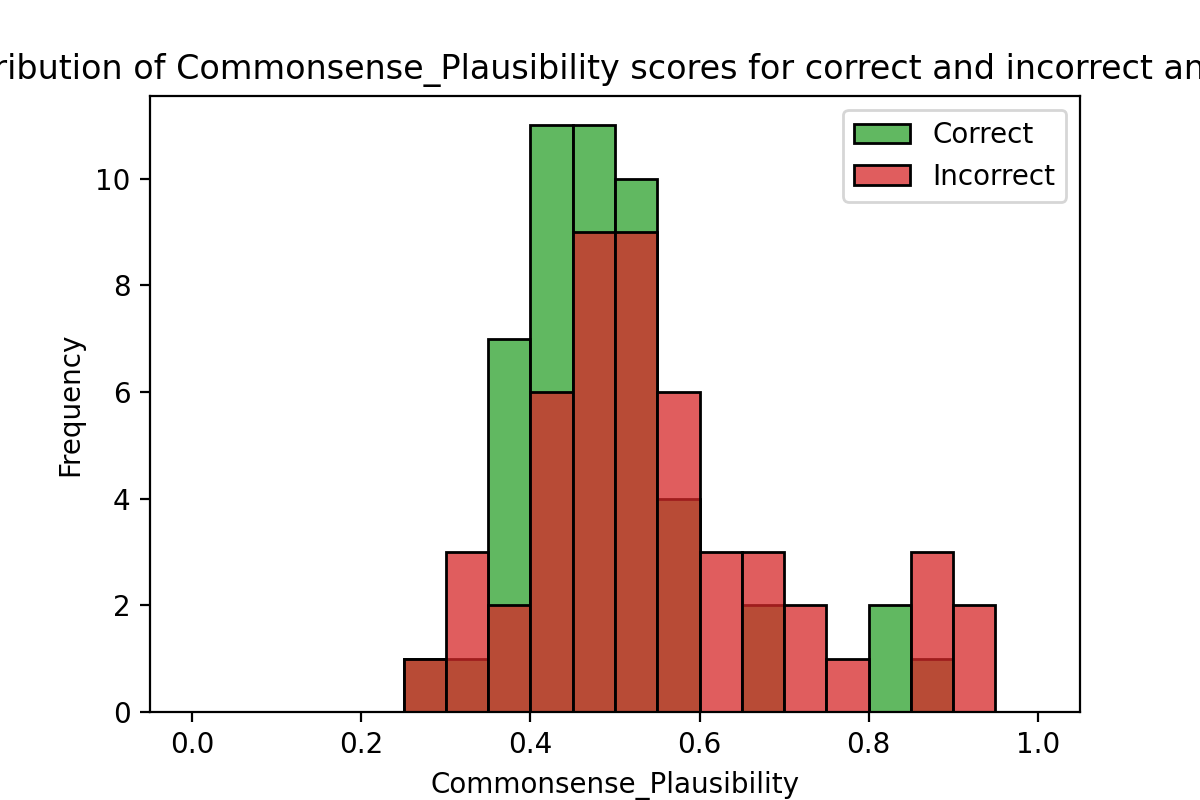 ribution of Commonsense_Plausibility scores for correct and incorrect an
Correct
Incorrect
Frequency
10
8
6
4
2
0
0.0 0.2 0.4 0.6 0.8 1.0
Commonsense_Plausibility